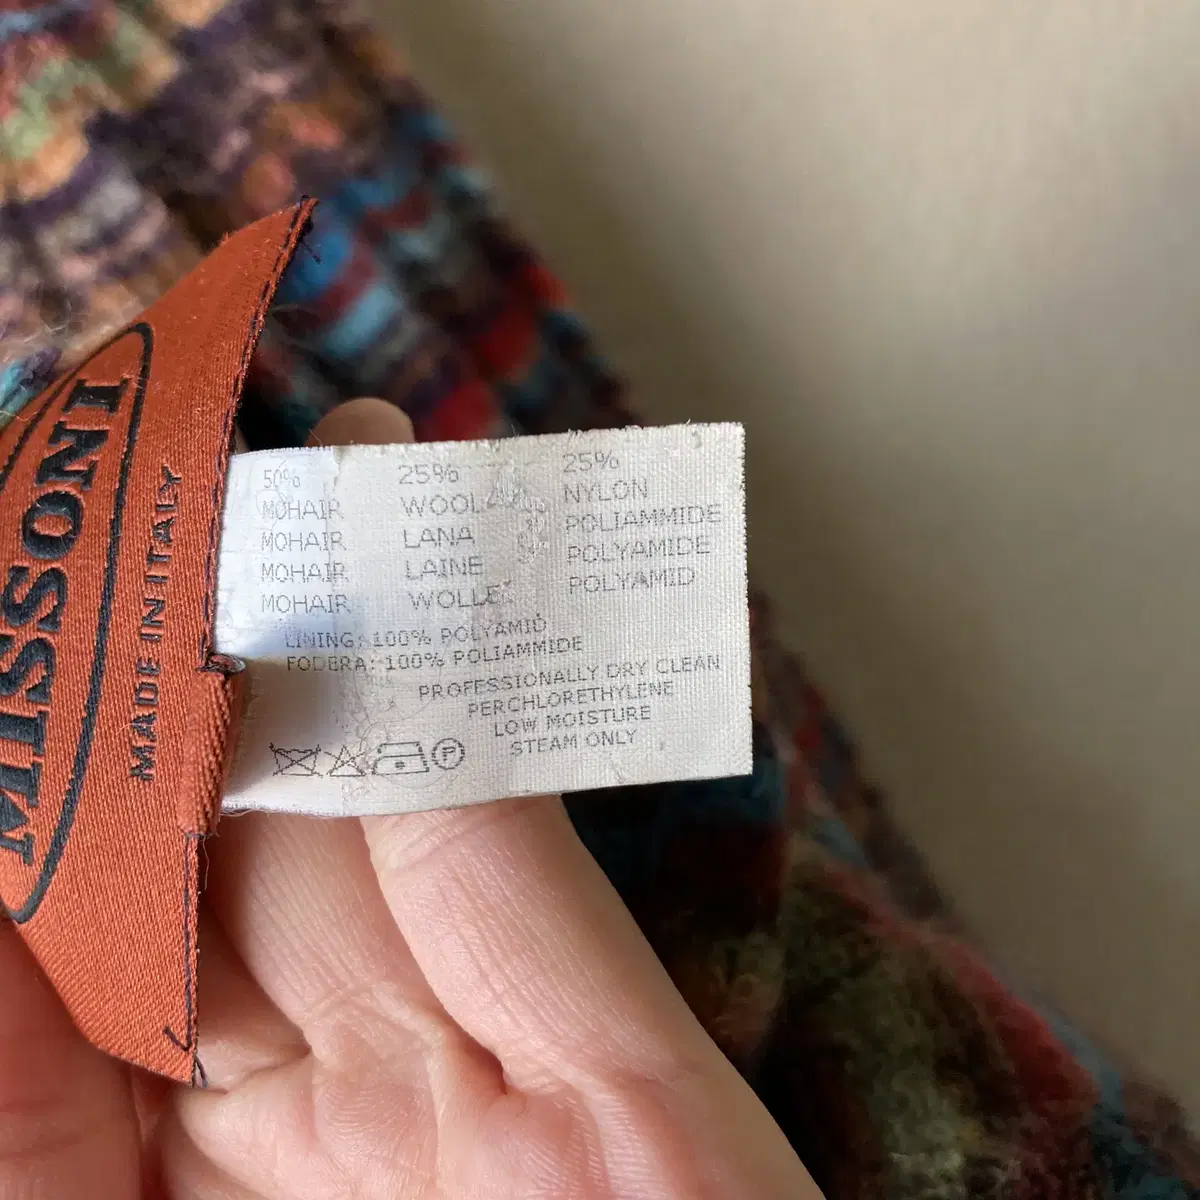 MISSONI
MADE IN ITALY
50% 25% 25%
MOHAIR WOOL NYLON
MOHAIR LANA POLIAMMIDE
MOHAIR LAINE POLYAMIDE
MOHAIR WOLLE POLYAMID
LINING: 100% POLYAMID
FODERA: 100% POLIAMMIDE
PROFESSIONALLY DRY CLEAN
PERCHLORETHYLENE
LOW MOISTURE
STEAM ONLY
P